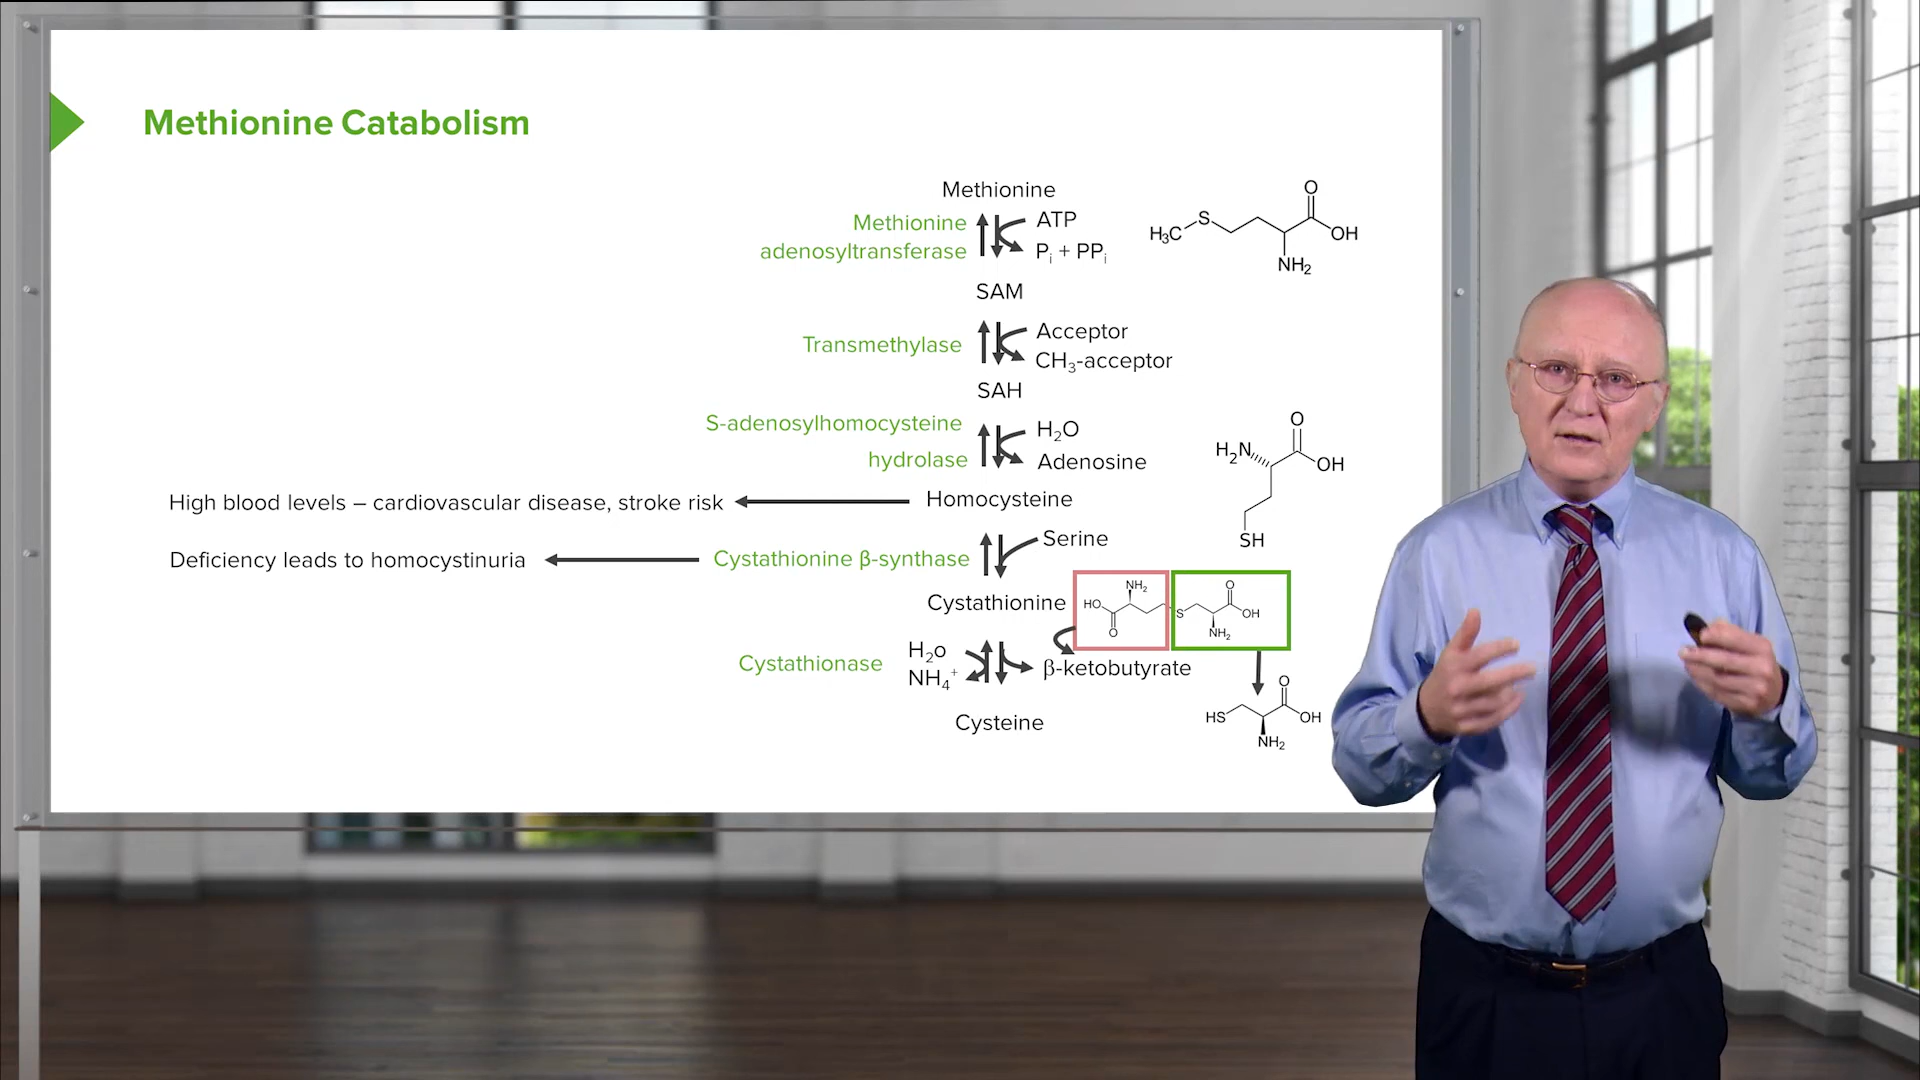 Methionine Catabolism
Methionine
Methionine
adenosyltransferase
ATP
Pi + PPi
H₃C
S
O
OH
NH₂
SAM
Transmethylase
Acceptor
CH₃-acceptor
SAH
S-adenosylhomocysteine
hydrolase
H₂O
Adenosine
H₂N
O
OH
SH
High blood levels – cardiovascular disease, stroke risk
Homocysteine
Deficiency leads to homocystinuria
Cystathionine β-synthase
Serine
Cystathionine
NH₂
HO
O
S
O
OH
NH₂
Cystathionase
H₂o
NH₄⁺
β-ketobutyrate
Cysteine
HS
O
OH
NH₂